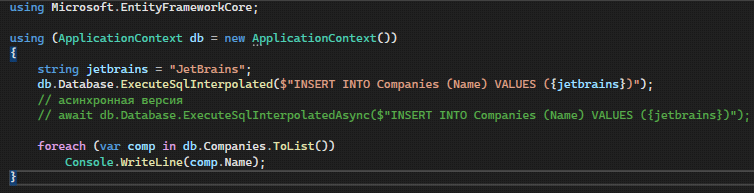 using Microsoft.EntityFrameworkCore;
using (ApplicationContext db = new ApplicationContext())
{
string jetbrains = "JetBrains";
db.Database.ExecuteSqlInterpolated($"INSERT INTO Companies (Name) VALUES ({jetbrains})");
// асинхронная версия
// await db.Database.ExecuteSqlInterpolatedAsync($"INSERT INTO Companies (Name) VALUES ({jetbrains})");
foreach (var comp in db.Companies.ToList())
Console.WriteLine(comp.Name);
}